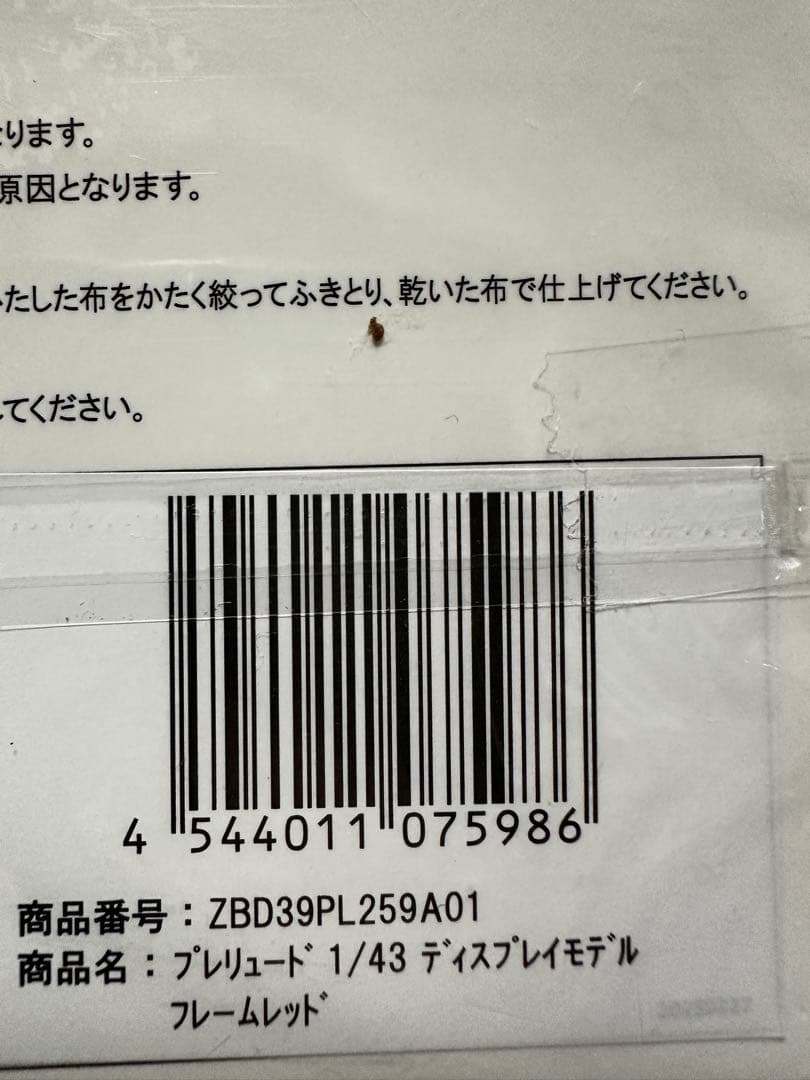 ります。
原因となります。
たした布をかたく絞ってふきとり、乾いた布で仕上げてください。
てください。
4 544011 075986
商品番号：ZBD39PL259A01
商品名：ﾌﾟﾚﾘｭｰﾄﾞ 1/43 ﾃﾞｨｽﾌﾟﾚｲﾓﾃﾞﾙ
ﾌﾚｰﾑﾚｯﾄﾞ